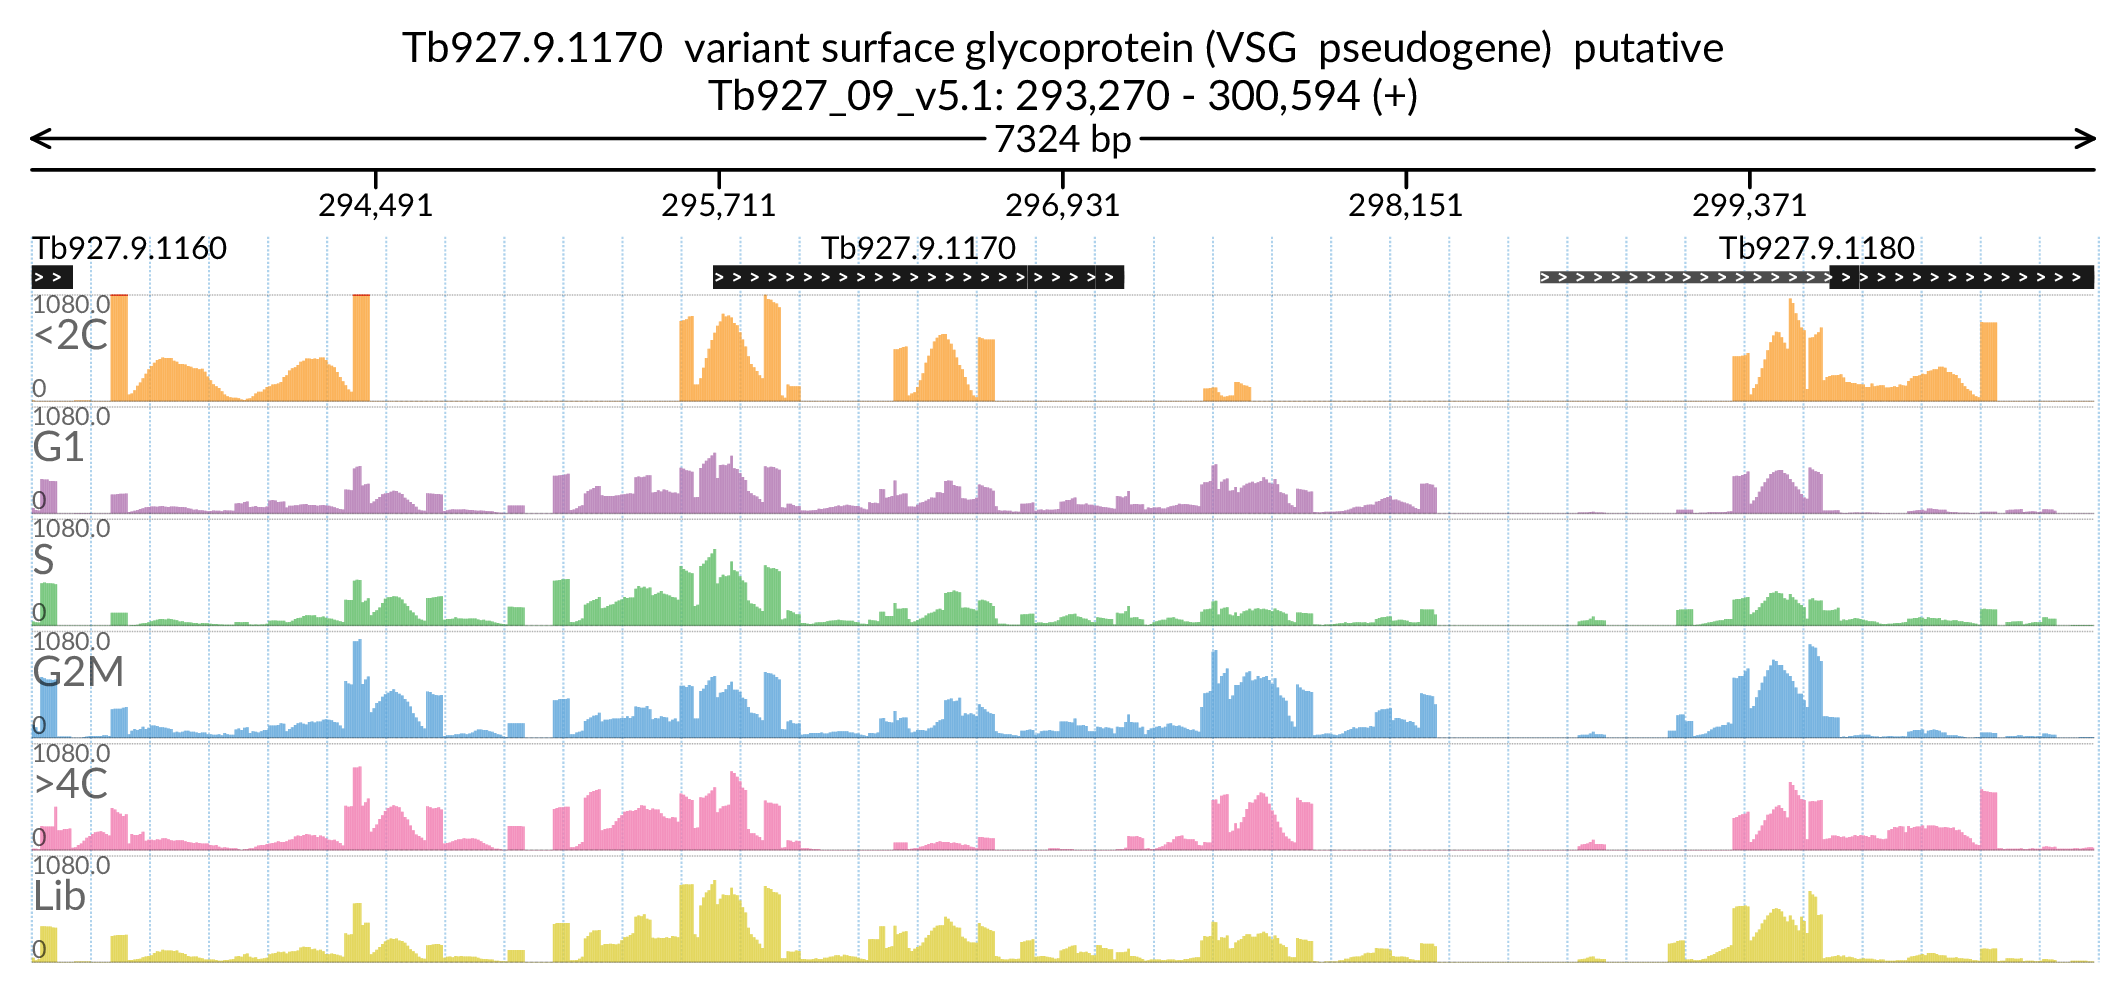 Tb927.9.1170 variant surface glycoprotein (VSG pseudogene) putative
Tb927_09_v5.1: 293,270 - 300,594 (+)
7324 bp
294,491 295,711 296,931 298,151 299,371
Tb927.9.1160 Tb927.9.1170 Tb927.9.1180
1080.0
<2C
0
1080.0
G1
0
1080.0
S
0
1080.0
G2M
0
1080.0
>4C
0
1080.0
Lib
0